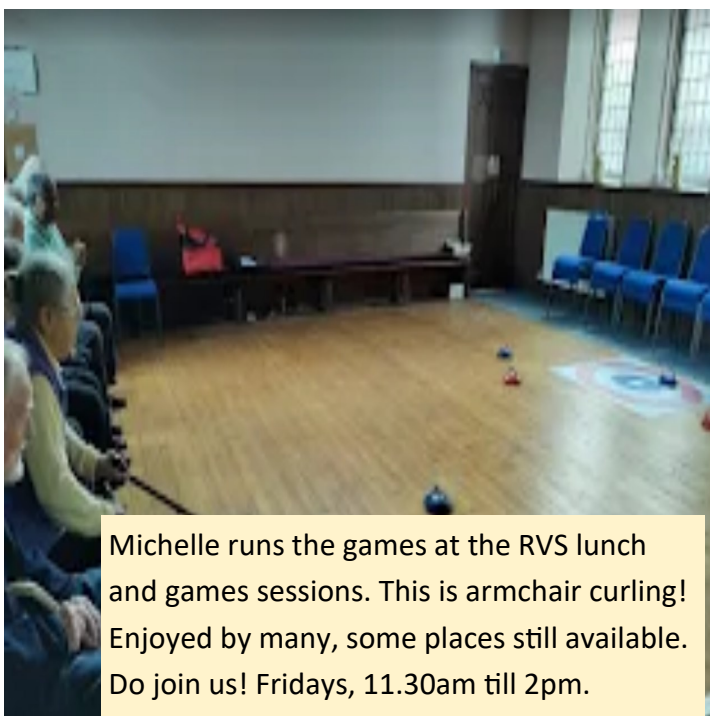 Michelle runs the games at the RVS lunch
and games sessions. This is armchair curling!
Enjoyed by many, some places still available.
Do join us! Fridays, 11.30am till 2pm.